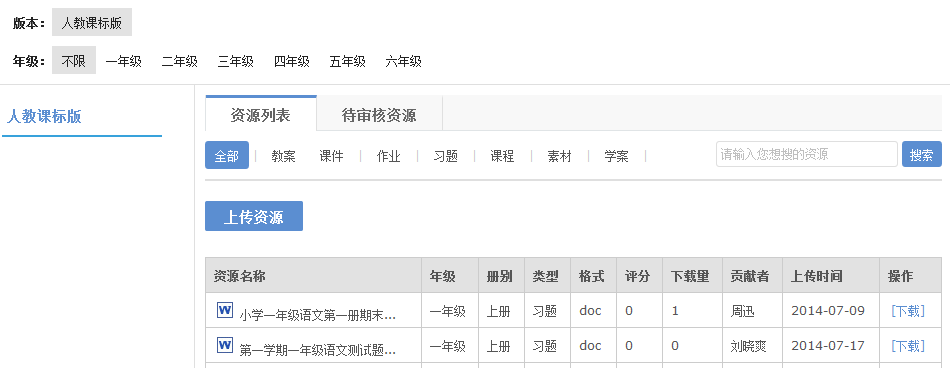 版本: 人教课标版
年级: 不限 一年级 二年级 三年级 四年级 五年级 六年级
人教课标版
资源列表 待审核资源
全部 教案 课件 作业 习题 课程 素材 学案 请输入您想搜的资源 搜索
上传资源
资源名称 年级 册别 类型 格式 评分 下载量 贡献者 上传时间 操作
小学一年级语文第一册期末... 一年级 上册 习题 doc 0 1 周迅 2014-07-09 [下载]
第一学期一年级语文测试题... 一年级 上册 习题 doc 0 0 刘晓爽 2014-07-17 [下载]